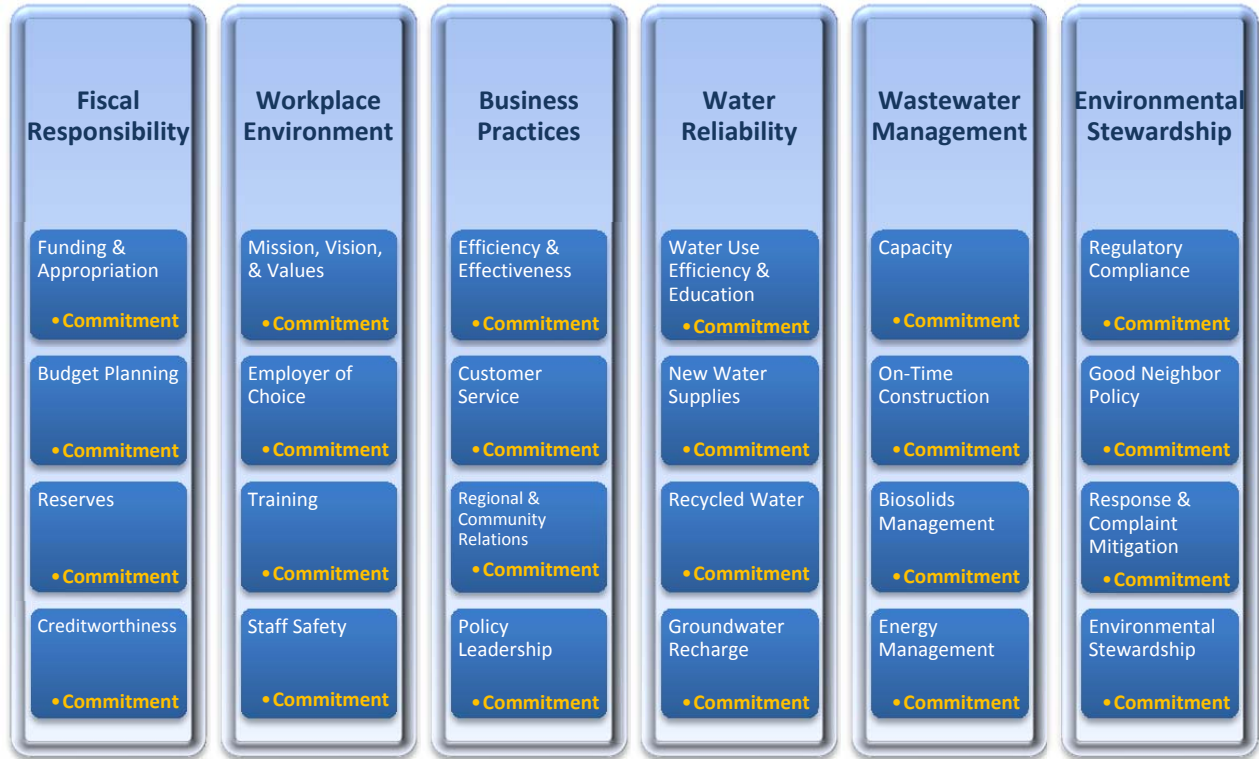 Fiscal
Responsibility
Funding &
Appropriation
•Commitment
Budget Planning
•Commitment
Reserves
•Commitment
Creditworthiness
•Commitment
Workplace
Environment
Mission, Vision,
& Values
•Commitment
Employer of
Choice
•Commitment
Training
•Commitment
Staff Safety
•Commitment
Business
Practices
Efficiency &
Effectiveness
•Commitment
Customer
Service
•Commitment
Regional &
Community
Relations
•Commitment
Policy
Leadership
•Commitment
Water
Reliability
Water Use
Efficiency &
Education
•Commitment
New Water
Supplies
•Commitment
Recycled Water
•Commitment
Groundwater
Recharge
•Commitment
Wastewater
Management
Capacity
•Commitment
On-Time
Construction
•Commitment
Biosolids
Management
•Commitment
Energy
Management
•Commitment
Environmental
Stewardship
Regulatory
Compliance
•Commitment
Good Neighbor
Policy
•Commitment
Response &
Complaint
Mitigation
•Commitment
Environmental
Stewardship
•Commitment